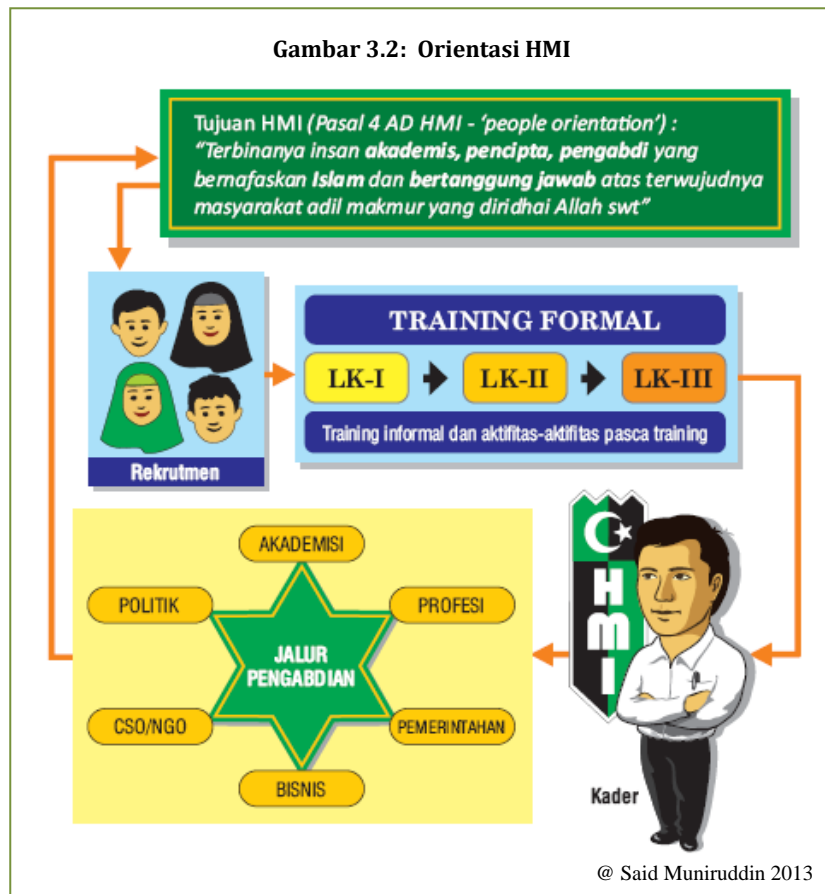 Gambar 3.2:  Orientasi HMI
Tujuan HMI (Pasal 4 AD HMI - ‘people orientation’) :
“Terbinanya insan akademis, pencipta, pengabdi yang
bernafaskan Islam dan bertanggung jawab atas terwujudnya
masyarakat adil makmur yang diridhai Allah swt”
Rekrutmen
TRAINING FORMAL
LK-I
LK-II
LK-III
Training informal dan aktifitas-aktifitas pasca training
AKADEMISI
POLITIK
PROFESI
JALUR
PENGABDIAN
CSO/NGO
PEMERINTAHAN
BISNIS
H
M
I
Kader
@ Said Muniruddin 2013